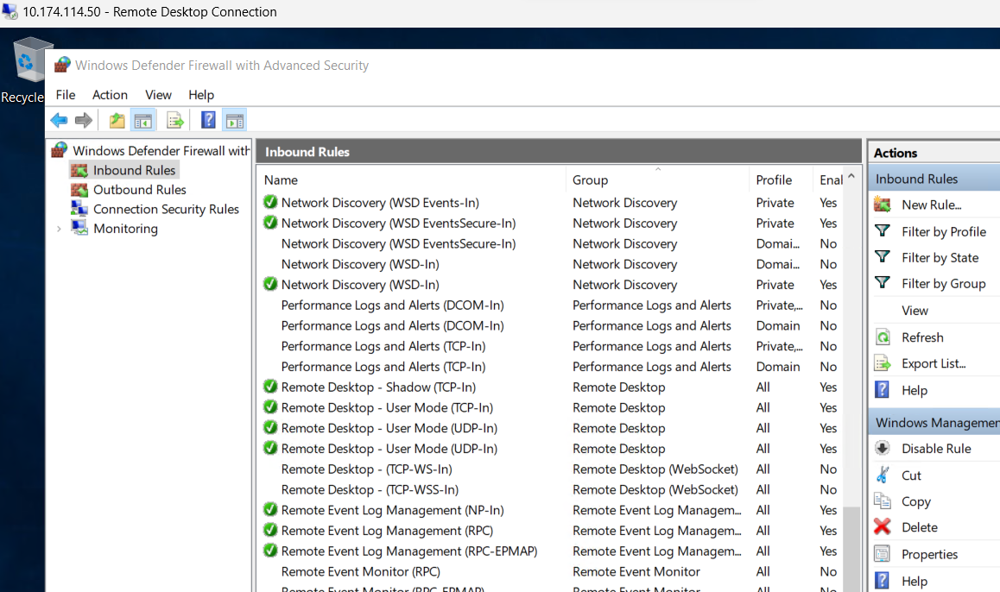 10.174.114.50 - Remote Desktop Connection
Recycle
Windows Defender Firewall with Advanced Security
File Action View Help
Windows Defender Firewall with
Inbound Rules
Outbound Rules
Connection Security Rules
Monitoring
Inbound Rules
Name Group Profile Enal
Network Discovery (WSD Events-In) Network Discovery Private Yes
Network Discovery (WSD EventsSecure-In) Network Discovery Private Yes
Network Discovery (WSD EventsSecure-In) Network Discovery Domai... No
Network Discovery (WSD-In) Network Discovery Domai... No
Network Discovery (WSD-In) Network Discovery Private Yes
Performance Logs and Alerts (DCOM-In) Performance Logs and Alerts Private,... No
Performance Logs and Alerts (DCOM-In) Performance Logs and Alerts Domain No
Performance Logs and Alerts (TCP-In) Performance Logs and Alerts Private,... No
Performance Logs and Alerts (TCP-In) Performance Logs and Alerts Domain No
Remote Desktop - Shadow (TCP-In) Remote Desktop All Yes
Remote Desktop - User Mode (TCP-In) Remote Desktop All Yes
Remote Desktop - User Mode (UDP-In) Remote Desktop All Yes
Remote Desktop - User Mode (UDP-In) Remote Desktop All Yes
Remote Desktop - (TCP-WS-In) Remote Desktop (WebSocket) All No
Remote Desktop - (TCP-WSS-In) Remote Desktop (WebSocket) All No
Remote Event Log Management (NP-In) Remote Event Log Managem... All Yes
Remote Event Log Management (RPC) Remote Event Log Managem... All Yes
Remote Event Log Management (RPC-EPMAP) Remote Event Log Managem... All Yes
Remote Event Monitor (RPC) Remote Event Monitor All No
Remote Event Monitor (RPC-EPMAP) Remote Event Monitor All No
Actions
Inbound Rules
New Rule...
Filter by Profile
Filter by State
Filter by Group
View
Refresh
Export List...
Help
Windows Managemen
Disable Rule
Cut
Copy
Delete
Properties
Help